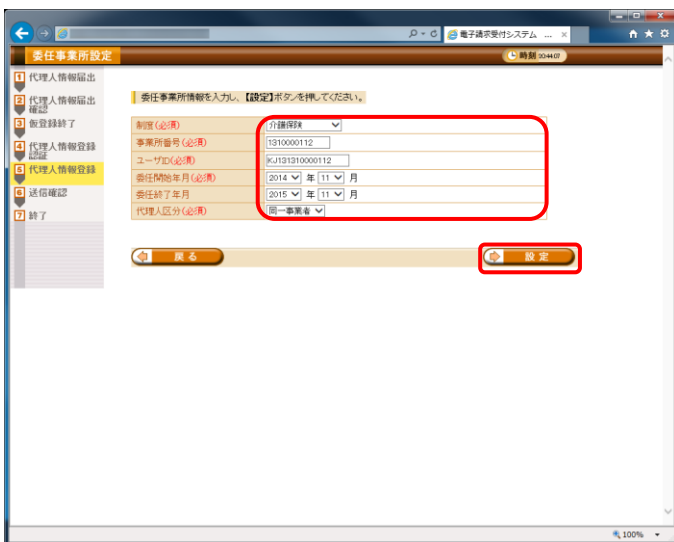 電子請求受付システム ... ×
委任事業所設定
時刻 20:44:07
1 代理人情報届出
2 代理人情報届出
確認
3 仮登録終了
4 代理人情報登録
認証
5 代理人情報登録
6 送信確認
7 終了
委任事業所情報を入力し、【設定】ボタンを押してください。
制度(必須) 介護保険
事業所番号(必須) 1310000112
ユーザID(必須) KJ131310000112
委任開始年月(必須) 2014 年 11 月
委任終了年月 2015 年 11 月
代理人区分(必須) 同一事業者
戻る 設定
100%